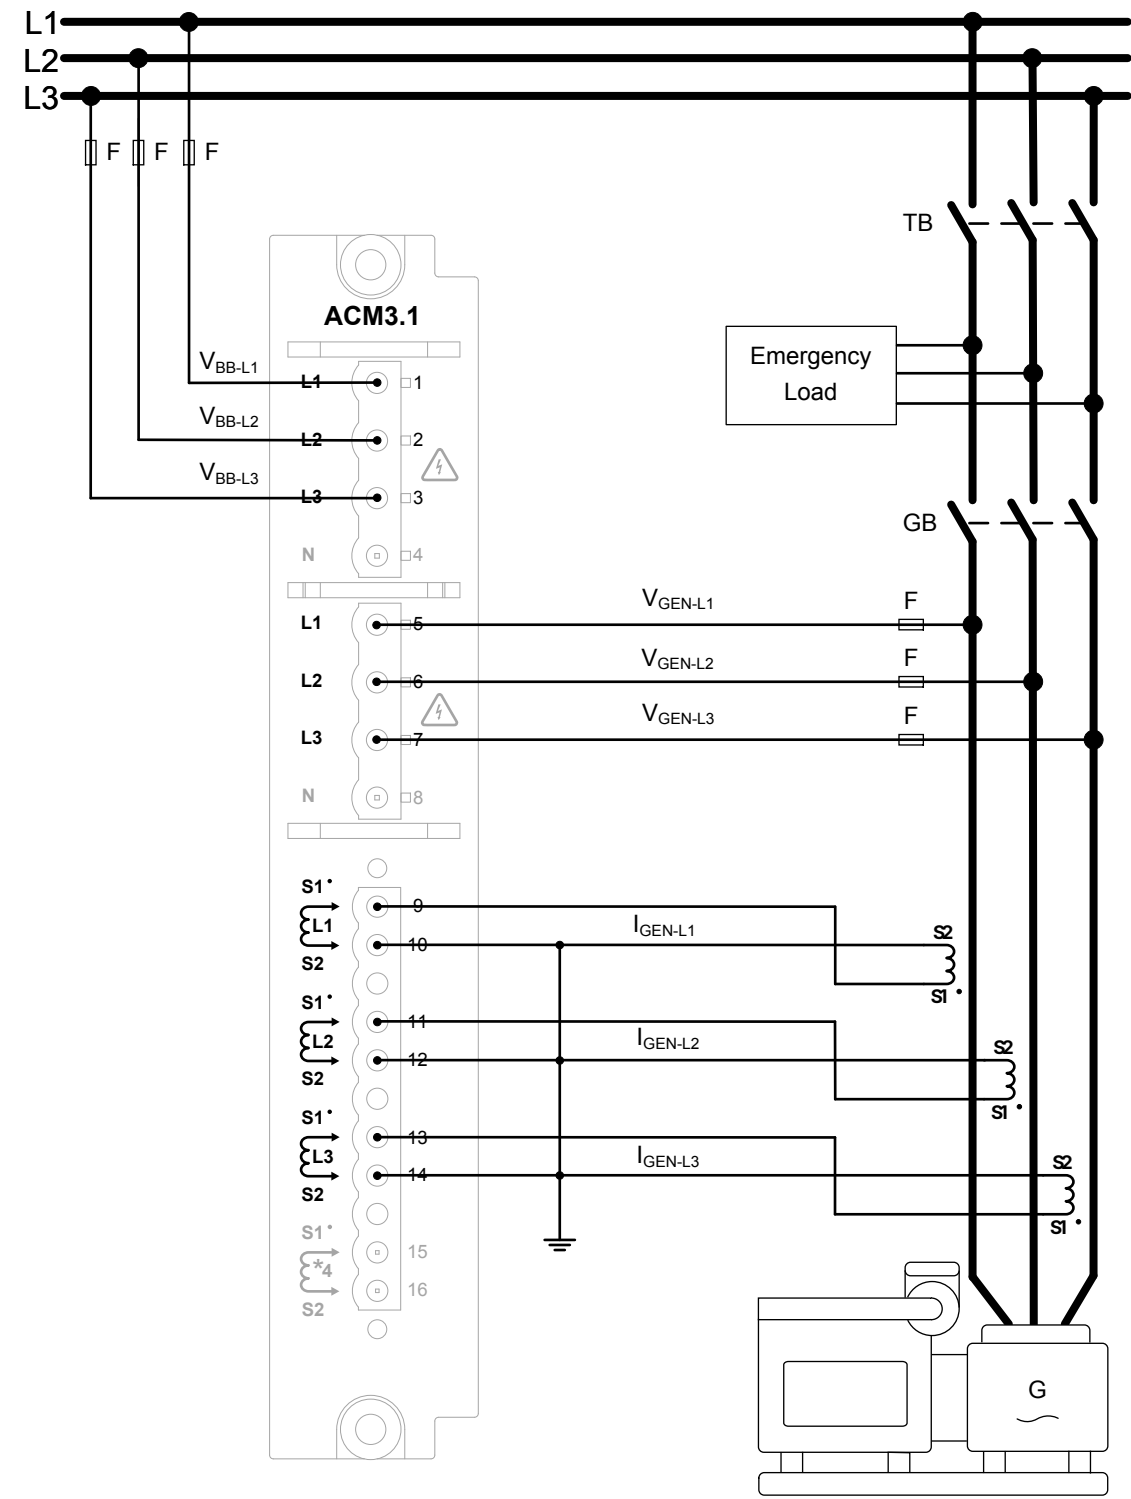 L1
L2
L3
F F F
TB
ACM3.1
Emergency
Load
VBB-L1
L1 1
VBB-L2
L2 2
VBB-L3
L3 3
GB
N 4
VGEN-L1 F
L1 5
VGEN-L2 F
L2 6
VGEN-L3 F
L3 7
N 8
S1•
9
L1
IGEN-L1
S2
10
S2
S1•
S1•
11
L2
IGEN-L2
S2
12
S2
S1•
S1•
13
L3
IGEN-L3
S2
14
S2
S1•
S1•
15
*4
16
S2
G